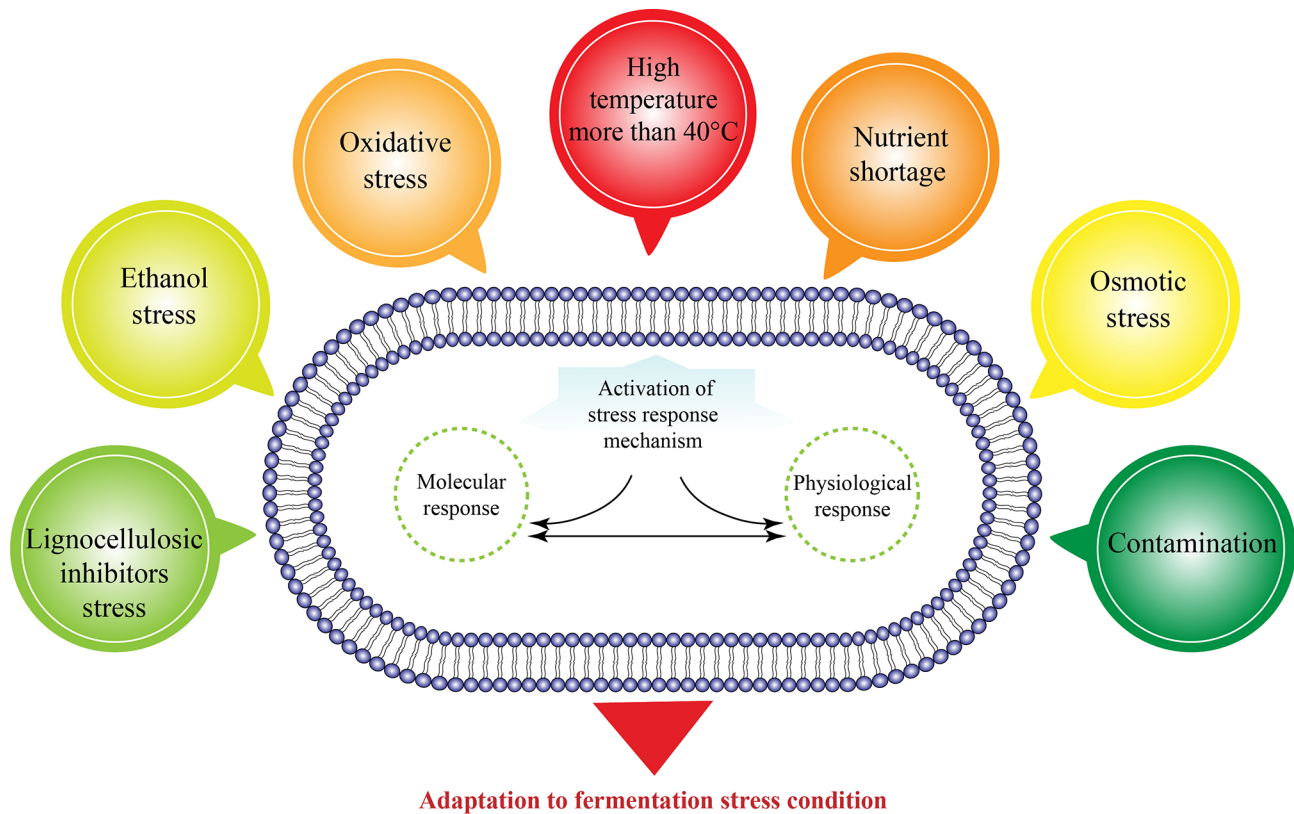 High
temperature
more than 40°C
Oxidative
stress
Nutrient
shortage
Ethanol
stress
Osmotic
stress
Lignocellulosic
inhibitors
stress
Contamination
Activation of
stress response
mechanism
Molecular
response
Physiological
response
Adaptation to fermentation stress condition